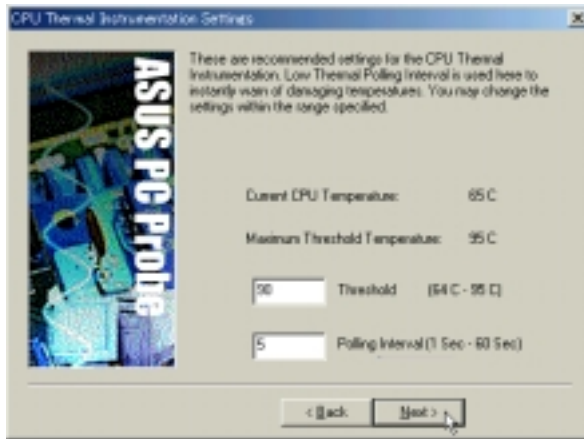 CPU Thermal Instrumentation Settings
ASUS PC Probe
These are recommended settings for the CPU Thermal
Instrumentation. Low Thermal Polling Interval is used here to
instantly warn of damaging temperatures. You may change the
settings within the range specified.
Current CPU Temperature: 65 C
Maximum Threshold Temperature: 95 C
90 Threshold (64 C - 95 C)
5 Polling Interval (1 Sec - 60 Sec)
< Back Next >